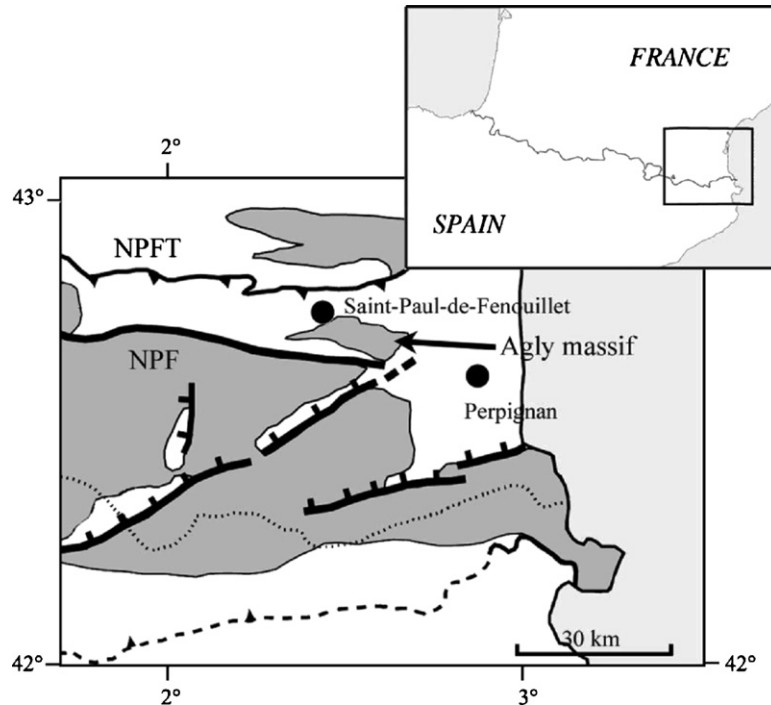 FRANCE
SPAIN
2°
43°
NPFT
Saint-Paul-de-Fenouillet
Agly massif
NPF
Perpignan
30 km
42°
42°
2°
3°